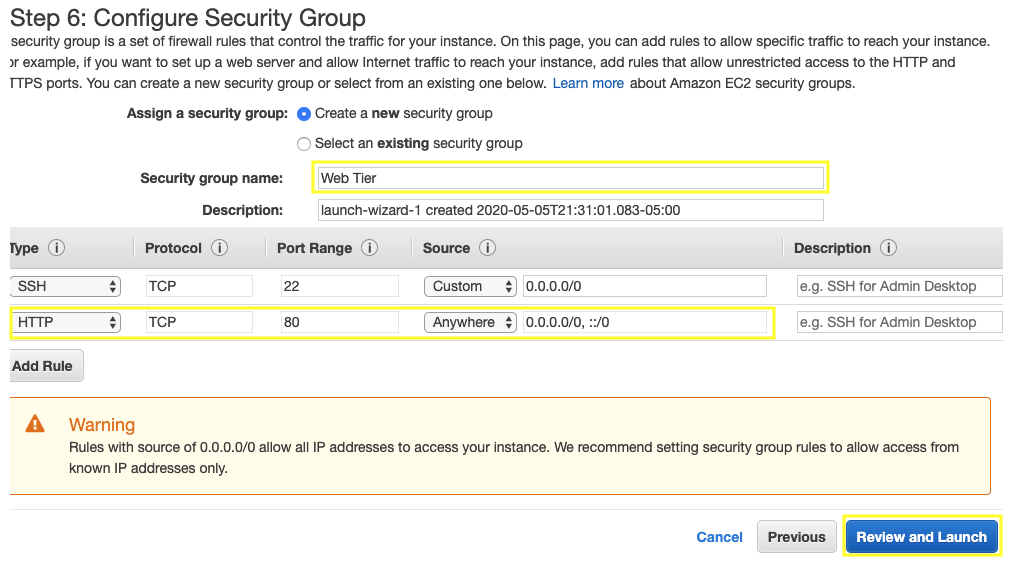 Step 6: Configure Security Group
security group is a set of firewall rules that control the traffic for your instance. On this page, you can add rules to allow specific traffic to reach your instance.
or example, if you want to set up a web server and allow Internet traffic to reach your instance, add rules that allow unrestricted access to the HTTP and
TTPS ports. You can create a new security group or select from an existing one below. Learn more about Amazon EC2 security groups.
Assign a security group: Create a new security group
Select an existing security group
Security group name: Web Tier
Description: launch-wizard-1 created 2020-05-05T21:31:01.083-05:00
Type i Protocol i Port Range i Source i Description i
SSH TCP 22 Custom 0.0.0.0/0 e.g. SSH for Admin Desktop
HTTP TCP 80 Anywhere 0.0.0.0/0, ::/0 e.g. SSH for Admin Desktop
Add Rule
Warning
Rules with source of 0.0.0.0/0 allow all IP addresses to access your instance. We recommend setting security group rules to allow access from
known IP addresses only.
Cancel Previous Review and Launch